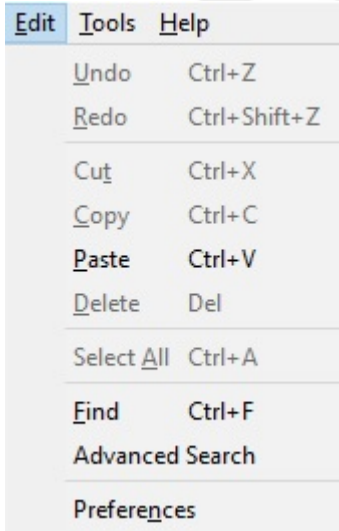 Edit Tools Help
Undo Ctrl+Z
Redo Ctrl+Shift+Z
Cut Ctrl+X
Copy Ctrl+C
Paste Ctrl+V
Delete Del
Select All Ctrl+A
Find Ctrl+F
Advanced Search
Preferences